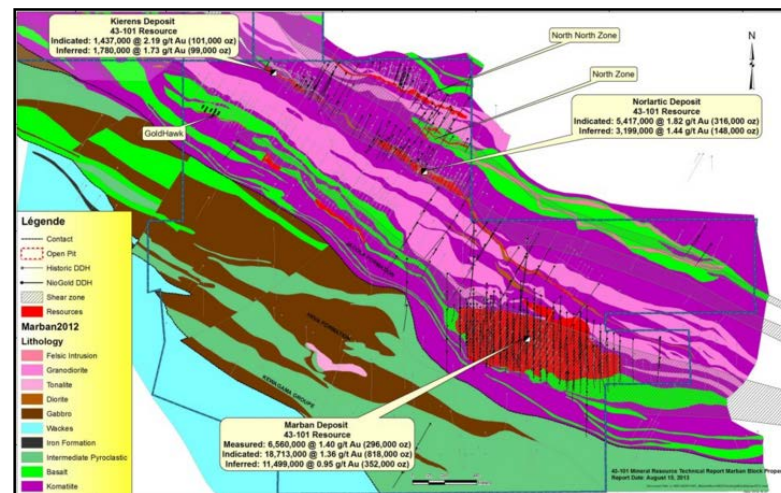 Kierens Deposit
43-101 Resource
Indicated: 1,437,000 @ 2.19 g/t Au (101,000 oz)
Inferred: 1,780,000 @ 1.73 g/t Au (99,000 oz)
North North Zone
N
North Zone
Norlartic Deposit
43-101 Resource
Indicated: 5,417,000 @ 1.82 g/t Au (316,000 oz)
Inferred: 3,199,000 @ 1.44 g/t Au (148,000 oz)
GoldHawk
Légende
Contact
Open Pit
Historic DDH
NioGold DDH
Shear zone
Resources
Marban2012
Lithology
Felsic Intrusion
Granodiorite
Tonalite
Diorite
Gabbro
Wackes
Iron Formation
Intermediate Pyroclastic
Basalt
Komatiite
KEWAGAMA GROUPE
Marban Deposit
43-101 Resource
Measured: 6,560,000 @ 1.40 g/t Au (296,000 oz)
Indicated: 18,713,000 @ 1.36 g/t Au (818,000 oz)
Inferred: 11,499,000 @ 0.95 g/t Au (352,000 oz)
43-101 Mineral Resource Technical Report Marban Block Prope
Report Date: August 15, 2013